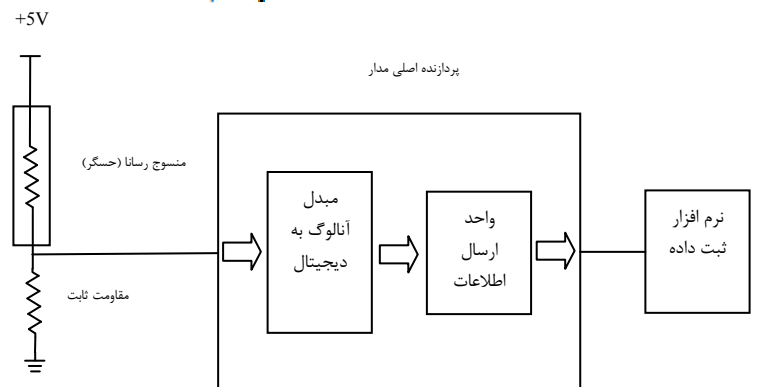 +5V
پردازنده اصلی مدار
منسوج رسانا (حسگر)
مبدل
آنالوگ به
دیجیتال
واحد
ارسال
اطلاعات
نرم افزار
ثبت داده
مقاومت ثابت